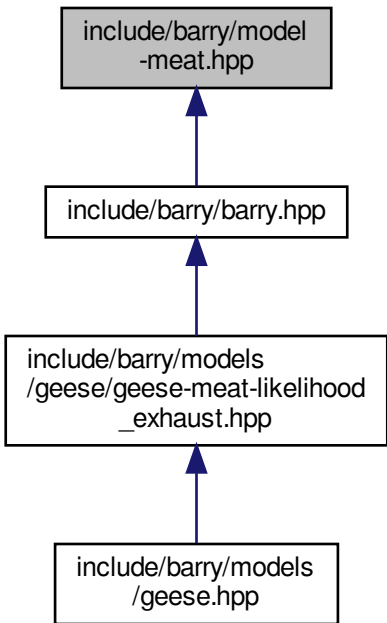 include/barry/model
-meat.hpp
include/barry/barry.hpp
include/barry/models
/geese/geese-meat-likelihood
_exhaust.hpp
include/barry/models
/geese.hpp